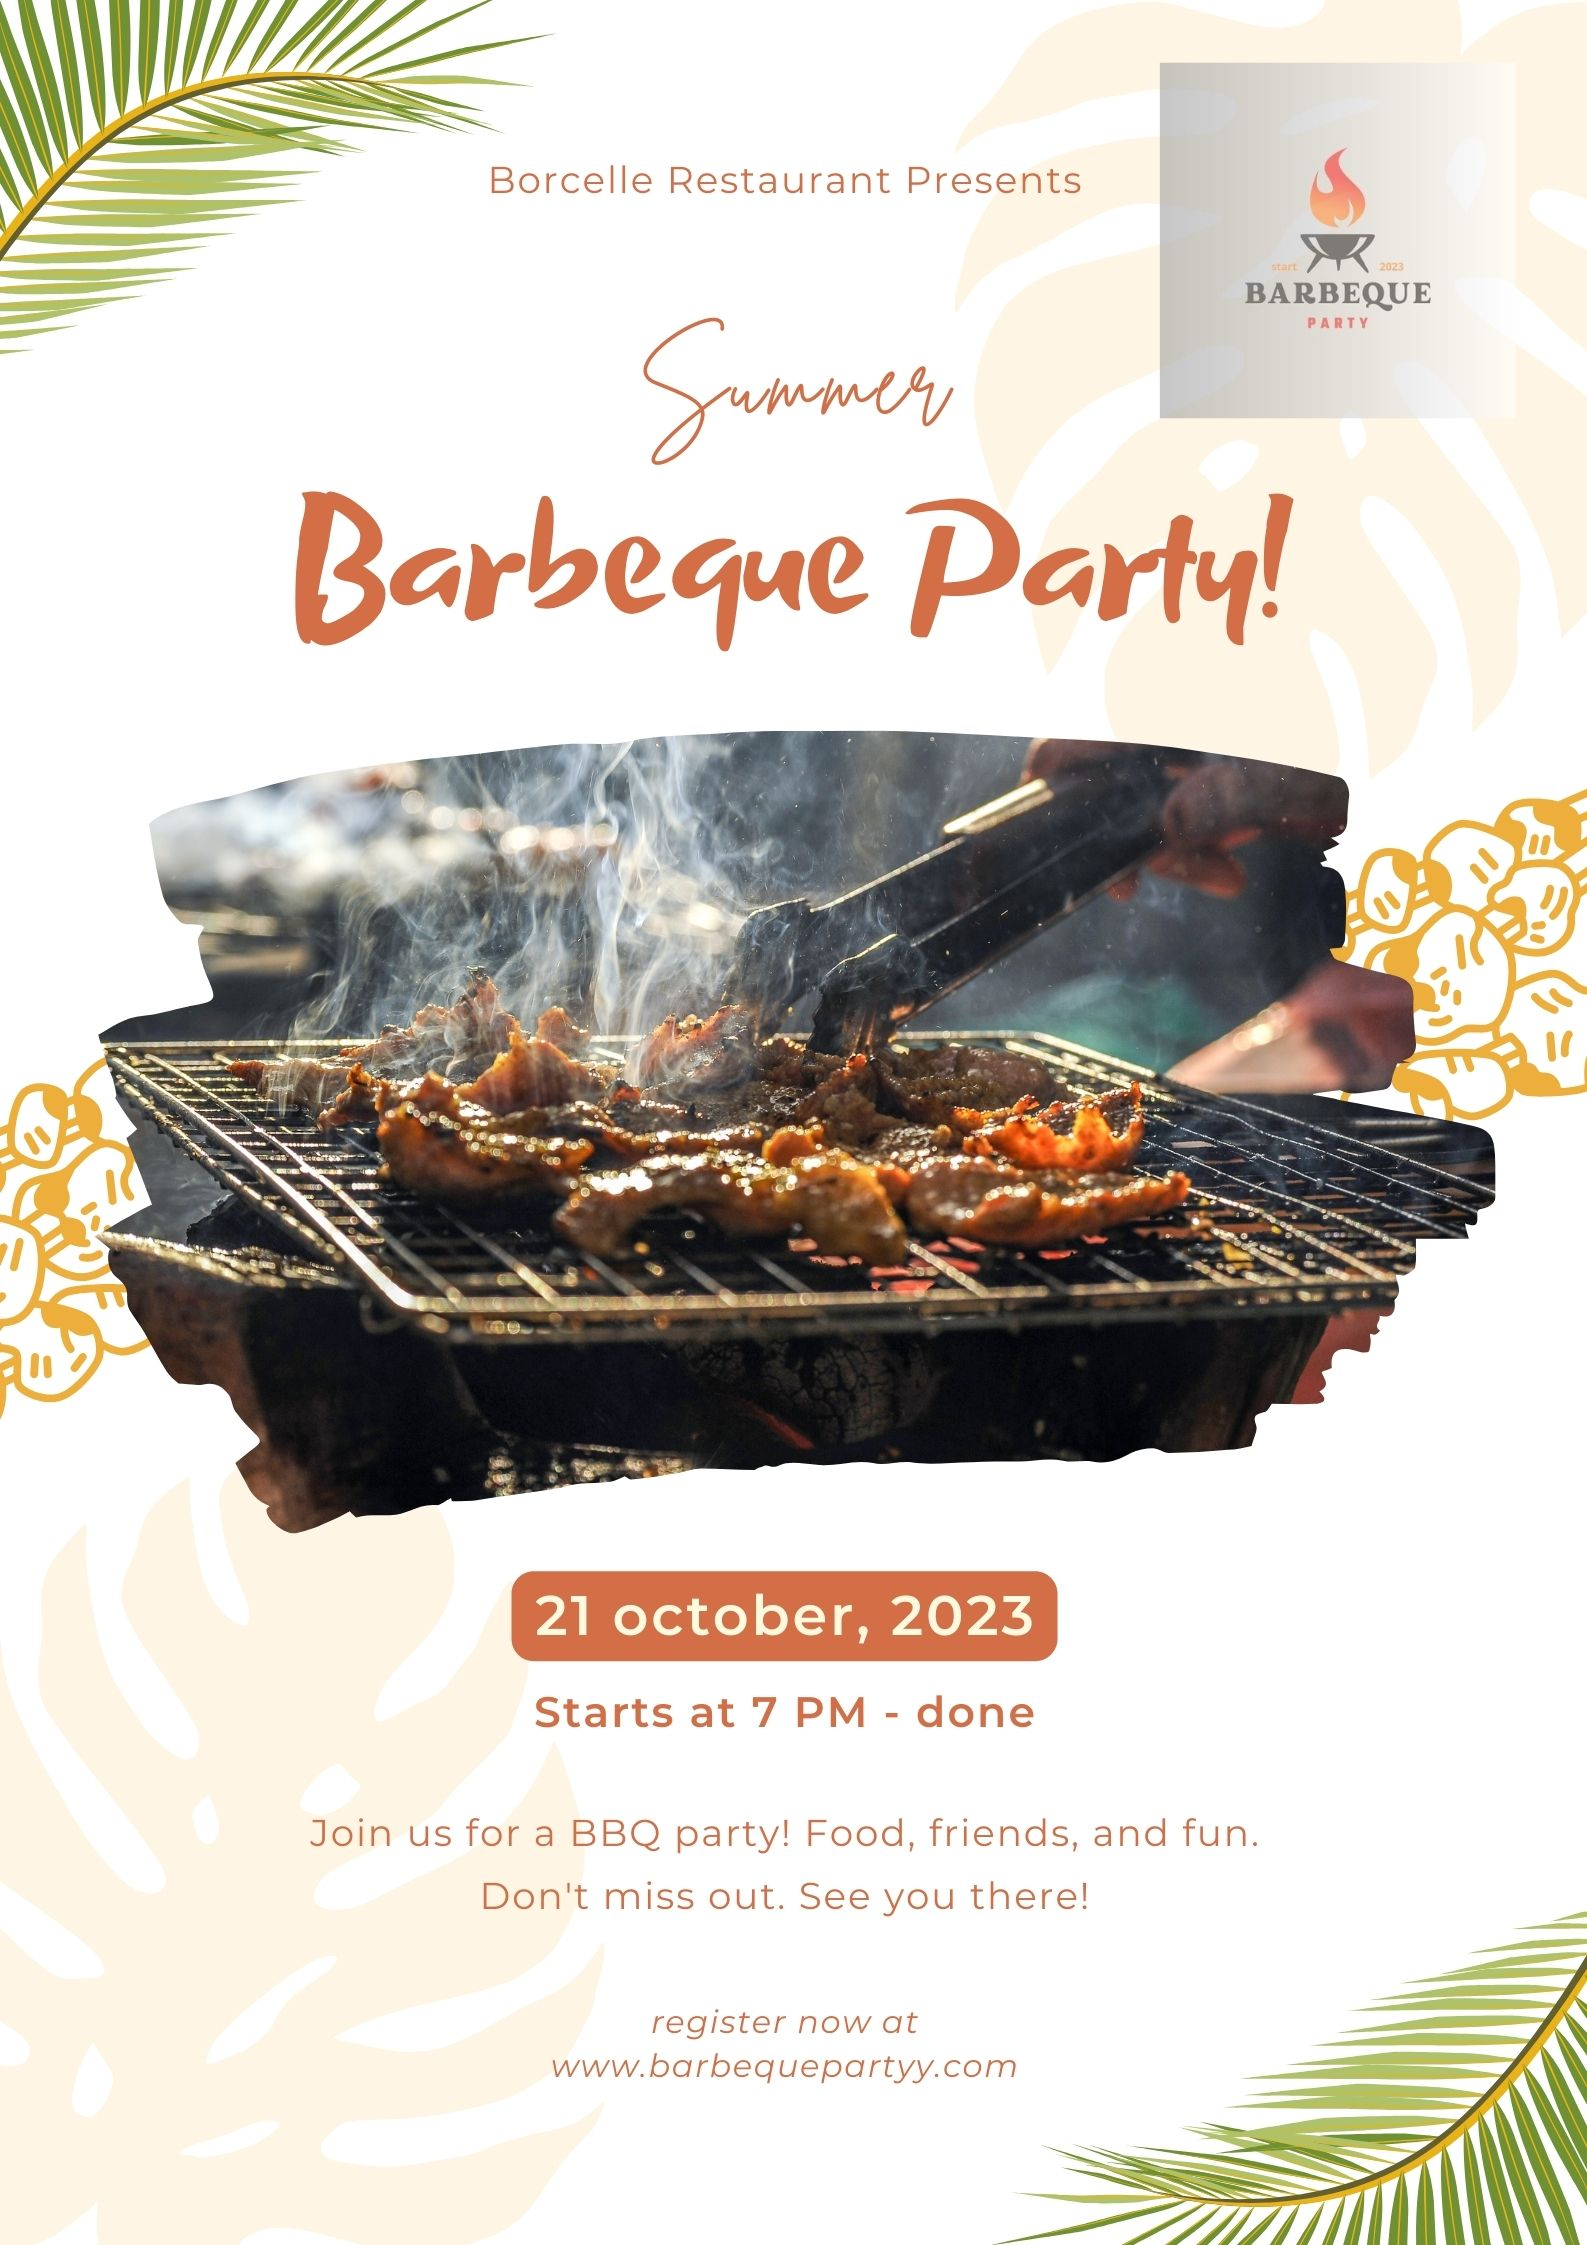 Borcelle Restaurant Presents
start 2023
BARBEQUE
PARTY
Summer
Barbeque Party!
21 october, 2023
Starts at 7 PM - done
Join us for a BBQ party! Food, friends, and fun.
Don't miss out. See you there!
register now at
www.barbequepartyy.com